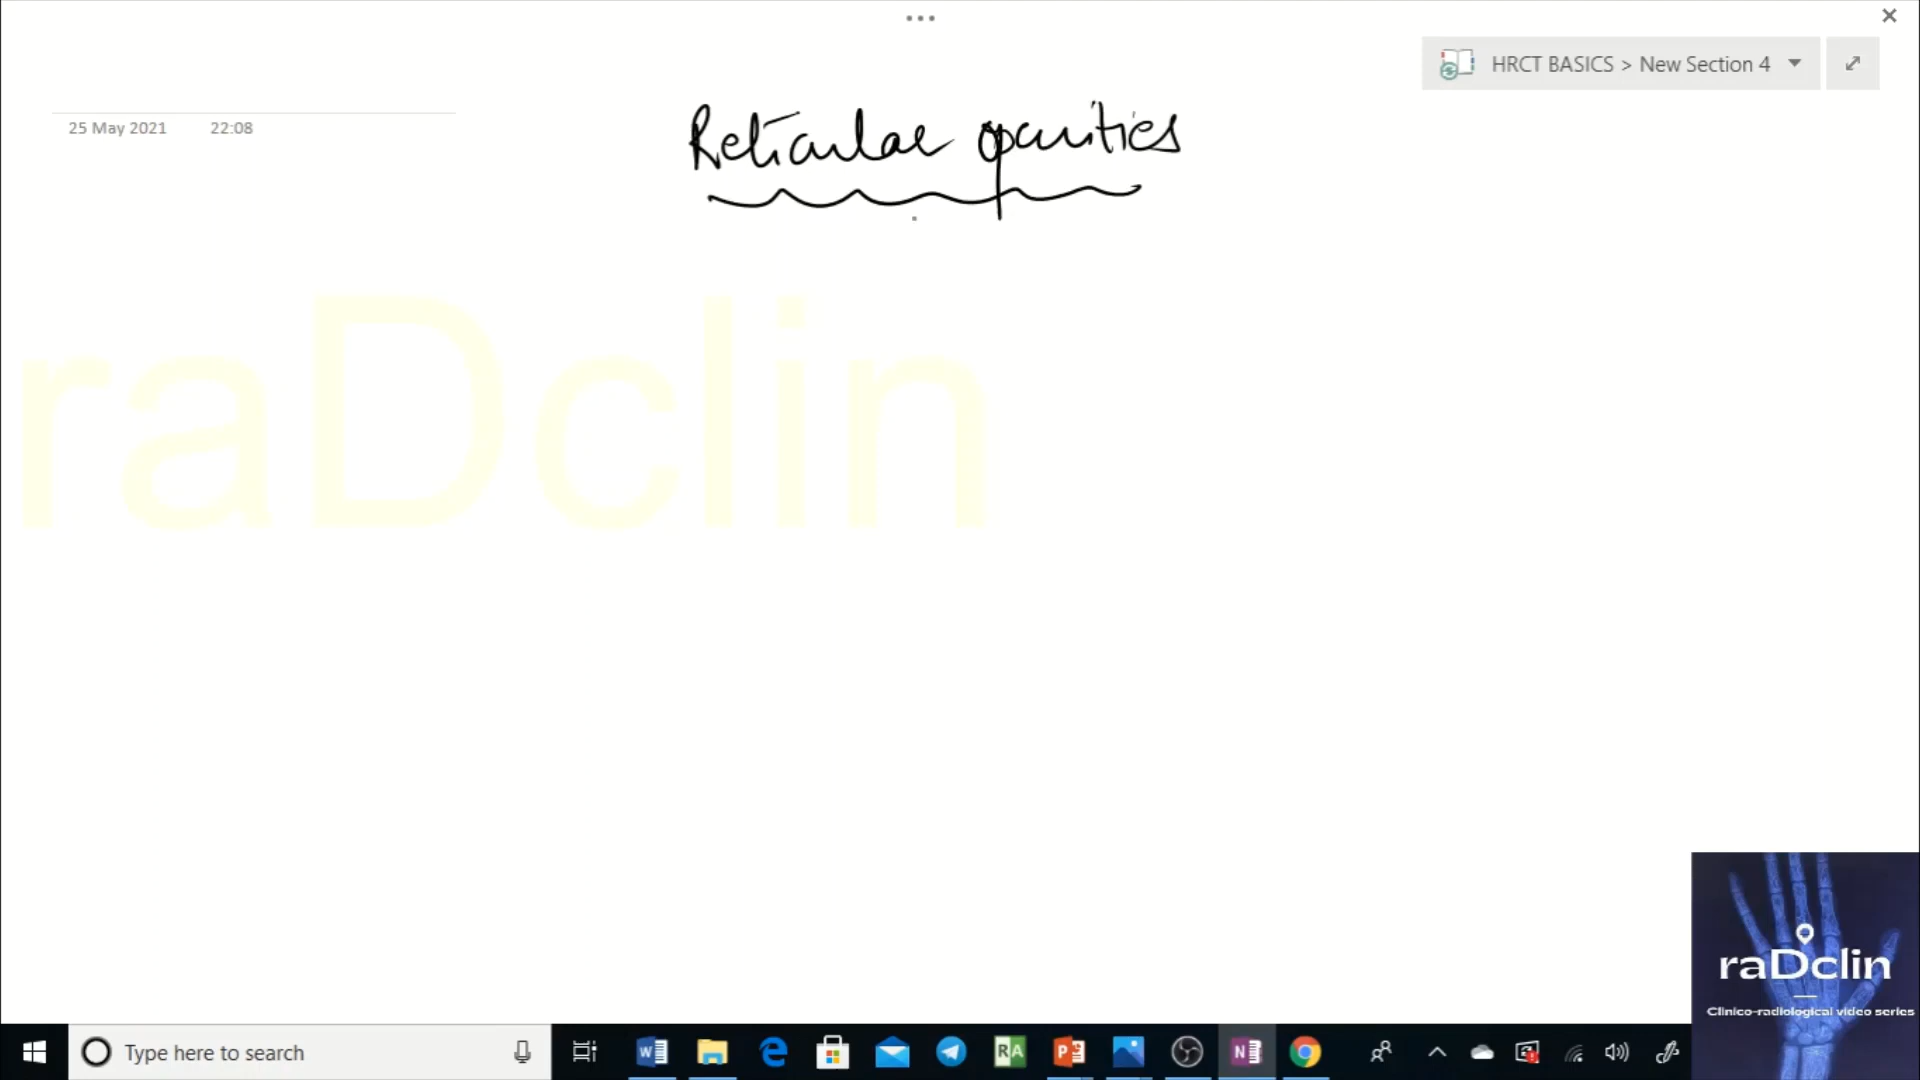 HRCT BASICS > New Section 4
Reticular opacities
25 May 2021 22:08
raDclin
raDclin
Clinico-radiological video series
Type here to search